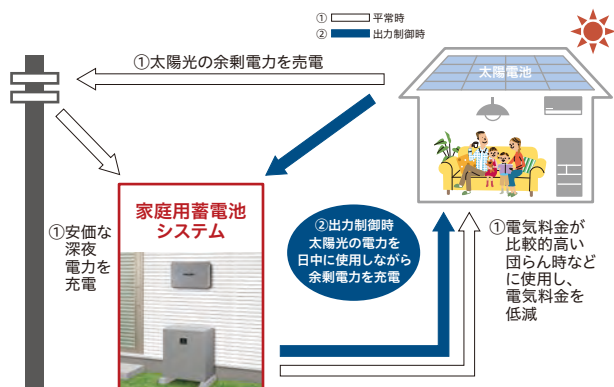 ① 平常時
② 出力制御時
①太陽光の余剰電力を売電
太陽電池
①安価な
深夜
電力を
充電
家庭用蓄電池
システム
②出力制御時
太陽光の電力を
日中に使用しながら
余剰電力を充電
①電気料金が
比較的高い
団らん時など
に使用し、
電気料金を
低減